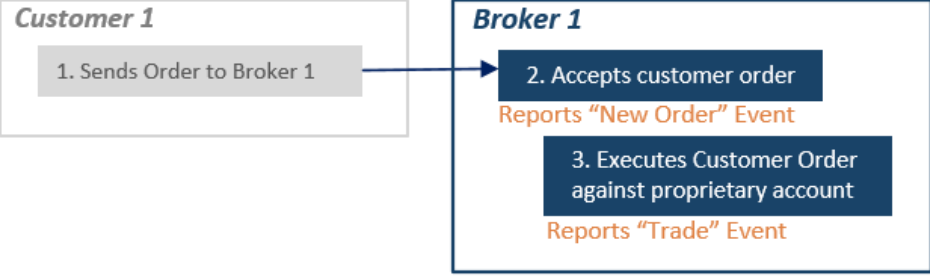 Customer 1
1. Sends Order to Broker 1
Broker 1
2. Accepts customer order
Reports “New Order” Event
3. Executes Customer Order
against proprietary account
Reports “Trade” Event